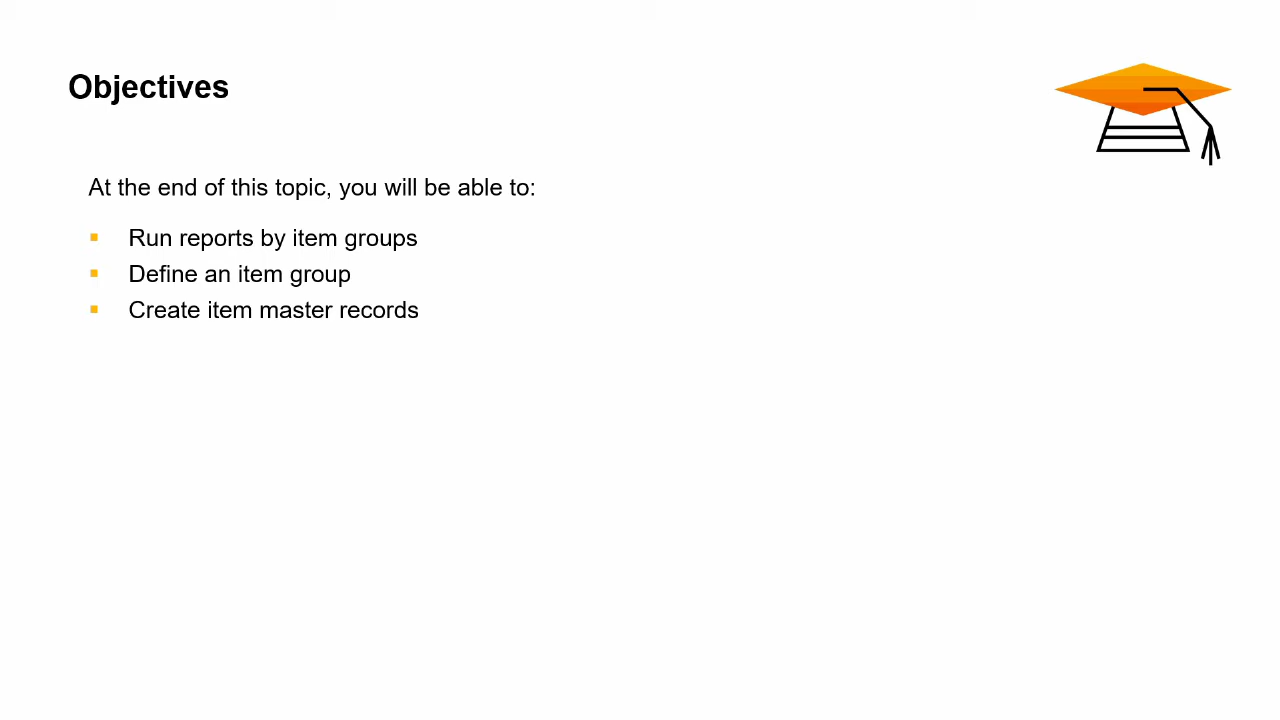 Objectives
At the end of this topic, you will be able to:
Run reports by item groups
Define an item group
Create item master records